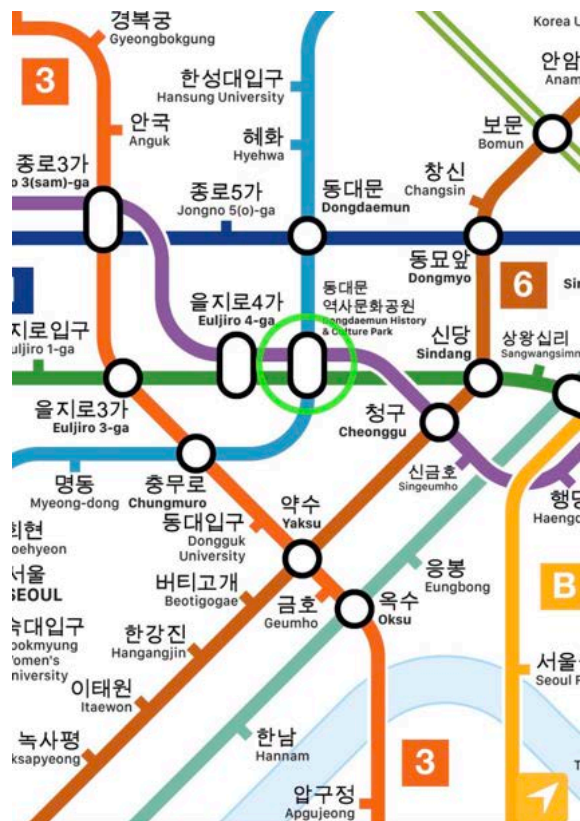 경복궁
Gyeongbokgung
Korea U
3
한성대입구
Hansung University
안암
Anam
안국
Anguk
혜화
Hyehwa
보문
Bomun
종로3가
o 3(sam)-ga
종로5가
Jongno 5(o)-ga
동대문
Dongdaemun
창신
Changsin
동묘앞
Dongmyo
6
Sin
을지로4가
Euljiro 4-ga
동대문
역사문화공원
Dongdaemun History
& Culture Park
지로입구
uljiro 1-ga
신당
Sindang
상왕십리
Sangwangsimn
을지로3가
Euljiro 3-ga
청구
Cheonggu
신금호
Singeumho
명동
Myeong-dong
충무로
Chungmuro
행당
Haengd
회현
oehyeon
동대입구
Dongguk
University
약수
Yaksu
응봉
Eungbong
B
서울
SEOUL
버티고개
Beotigogae
금호
Geumho
옥수
Oksu
숙대입구
ookmyung
Women's
niversity
한강진
Hangangjin
이태원
Itaewon
서울
Seoul F
녹사평
ksapyeong
한남
Hannam
3
압구정
Apgujeong
T